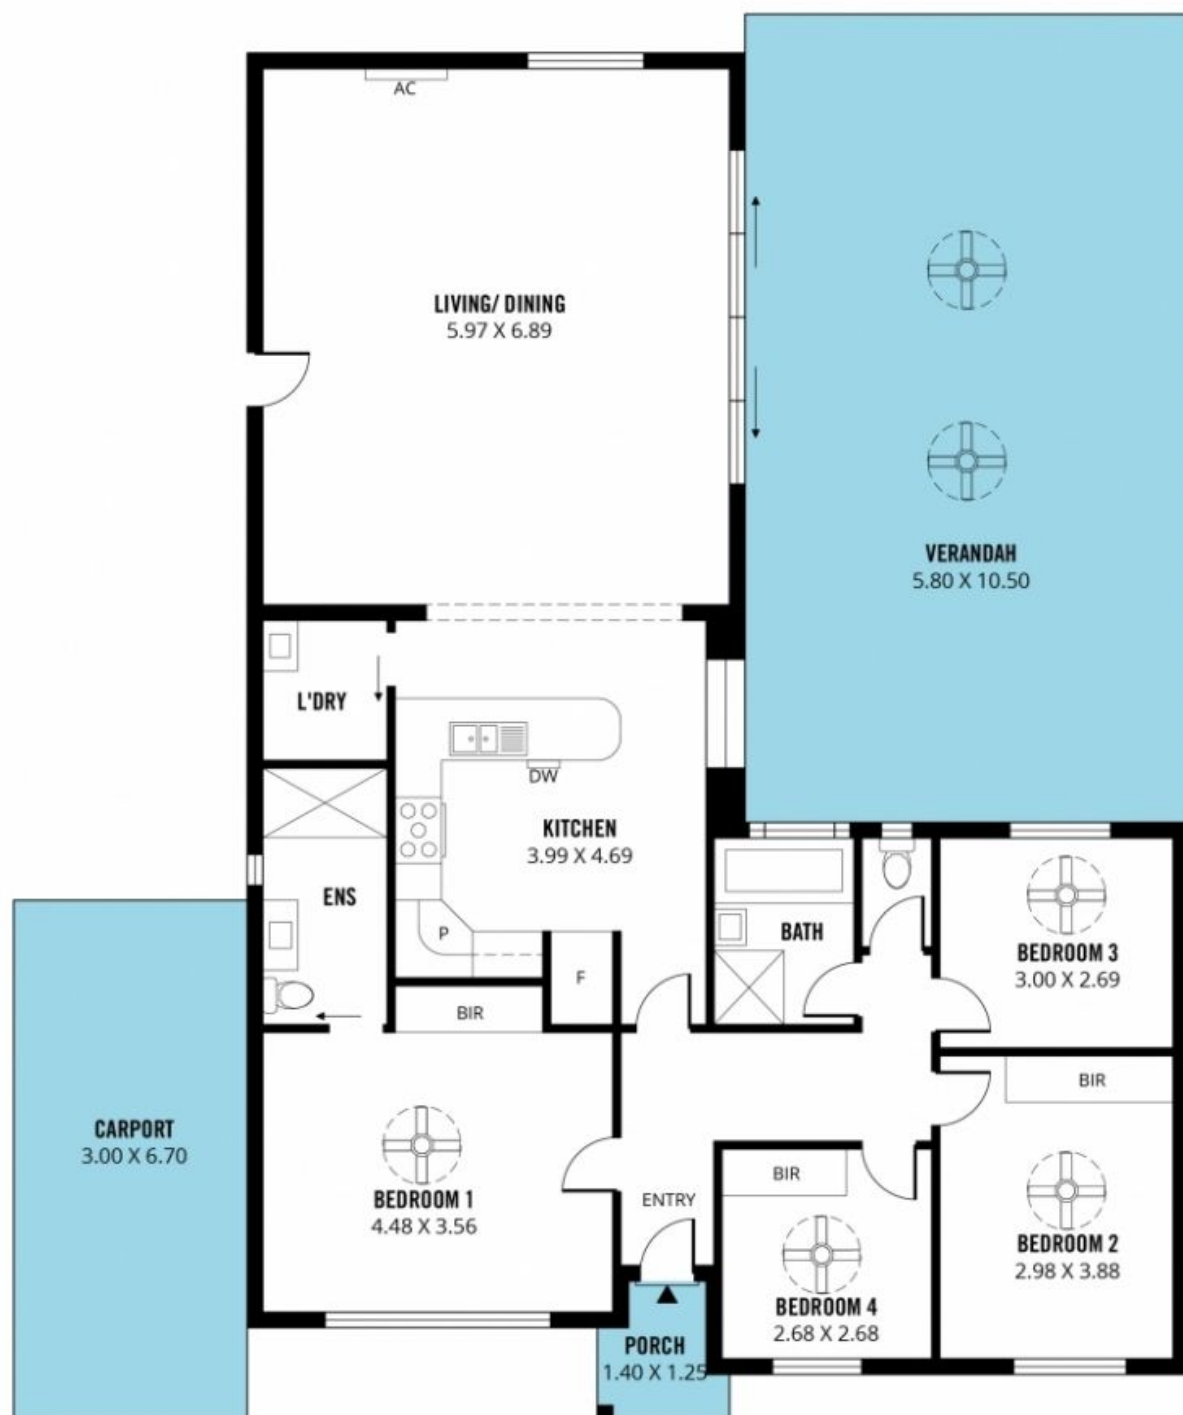 AC
LIVING/ DINING
5.97 X 6.89
VERANDAH
5.80 X 10.50
L'DRY
DW
KITCHEN
3.99 X 4.69
ENS
P
F
BATH
BEDROOM 3
3.00 X 2.69
BIR
BIR
CARPORT
3.00 X 6.70
BEDROOM 1
4.48 X 3.56
ENTRY
BIR
BEDROOM 2
2.98 X 3.88
BEDROOM 4
2.68 X 2.68
PORCH
1.40 X 1.25